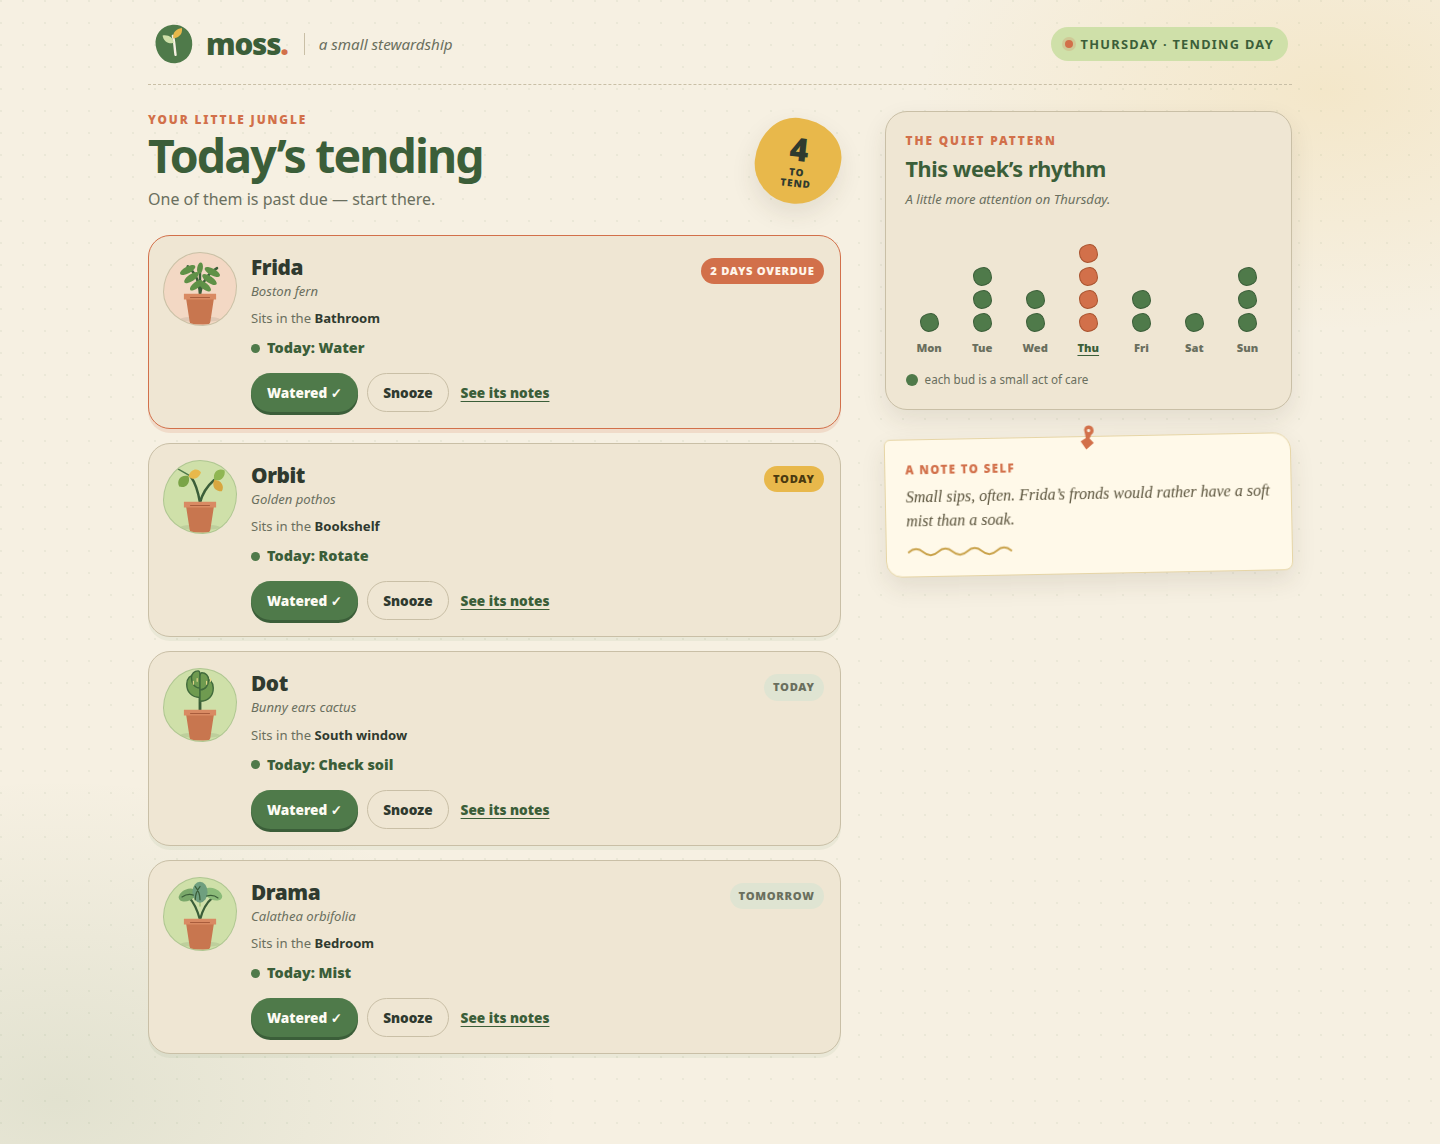 moss.
a small stewardship
THURSDAY · TENDING DAY
YOUR LITTLE JUNGLE
Today’s tending
One of them is past due — start there.
4
TO
TEND
Frida
2 DAYS OVERDUE
Boston fern
Sits in the Bathroom
Today: Water
Watered ✓ Snooze See its notes
Orbit
TODAY
Golden pothos
Sits in the Bookshelf
Today: Rotate
Watered ✓ Snooze See its notes
Dot
TODAY
Bunny ears cactus
Sits in the South window
Today: Check soil
Watered ✓ Snooze See its notes
Drama
TOMORROW
Calathea orbifolia
Sits in the Bedroom
Today: Mist
Watered ✓ Snooze See its notes
THE QUIET PATTERN
This week’s rhythm
A little more attention on Thursday.
Mon Tue Wed Thu Fri Sat Sun
each bud is a small act of care
A NOTE TO SELF
Small sips, often. Frida’s fronds would rather have a soft
mist than a soak.